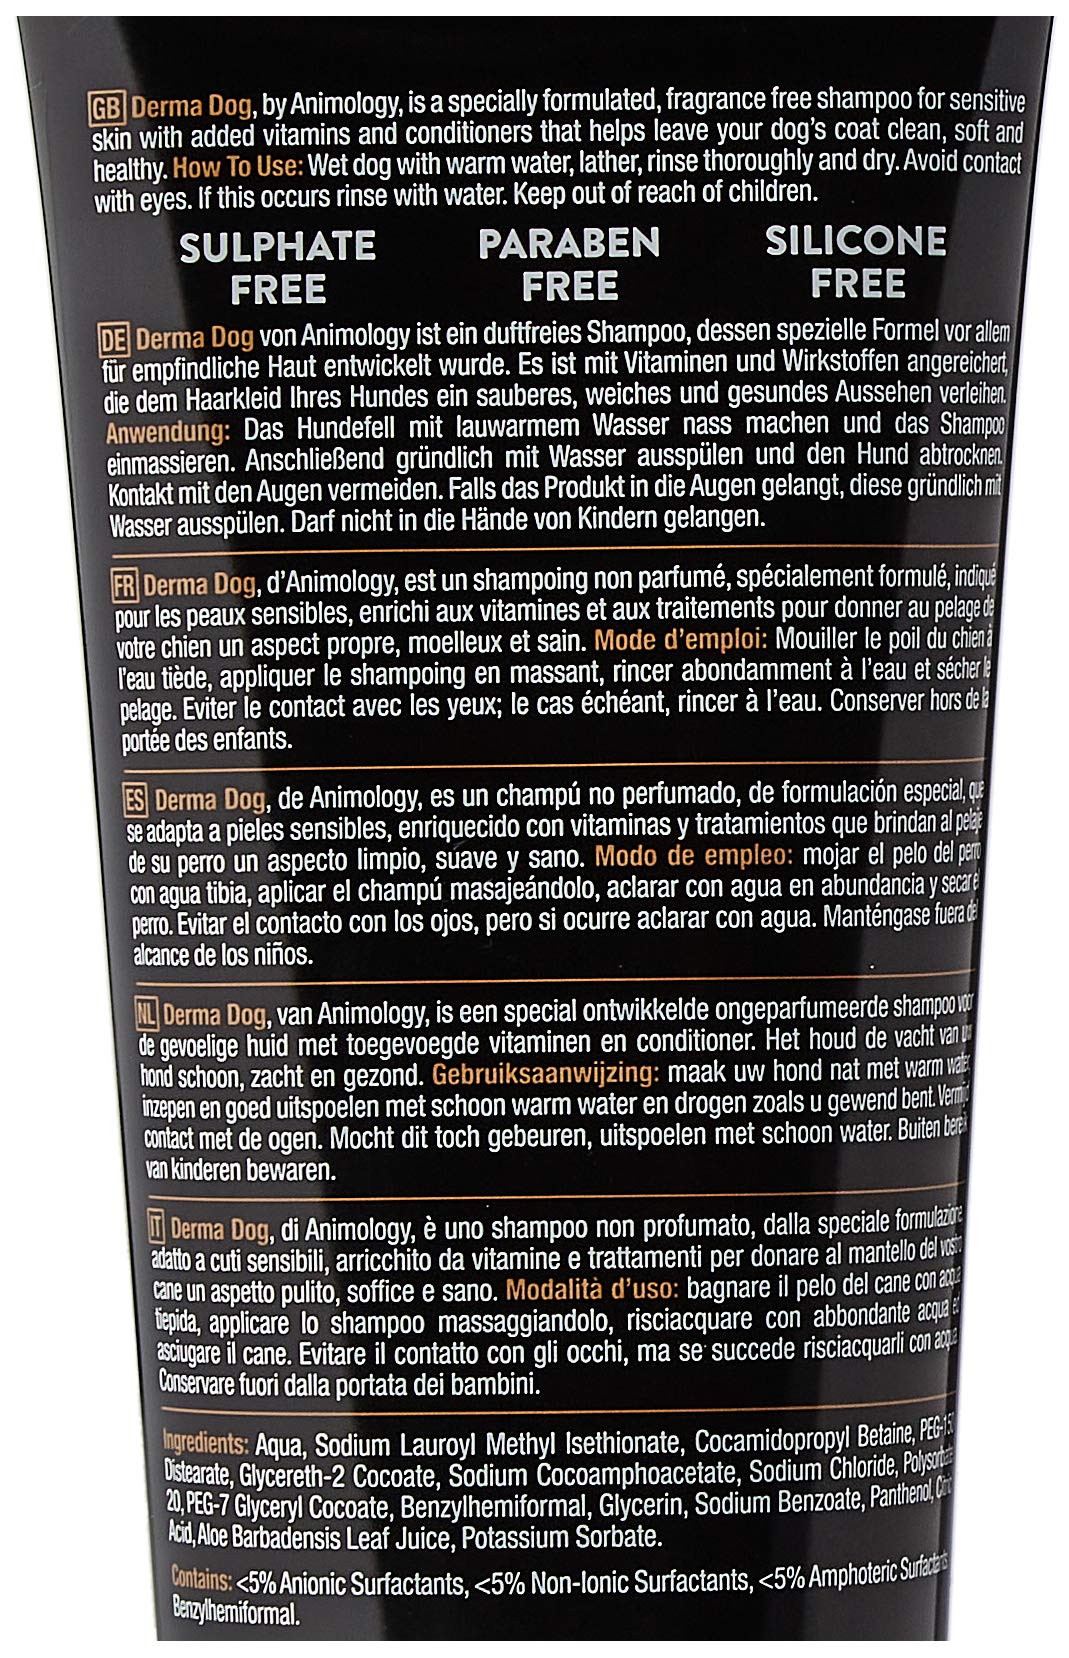 GB Derma Dog, by Animology, is a specially formulated, fragrance free shampoo for sensitive
skin with added vitamins and conditioners that helps leave your dog's coat clean, soft and
healthy. How To Use: Wet dog with warm water, lather, rinse thoroughly and dry. Avoid contact
with eyes. If this occurs rinse with water. Keep out of reach of children.
SULPHATE FREE
PARABEN FREE
SILICONE FREE
DE Derma Dog von Animology ist ein duftfreies Shampoo, dessen spezielle Formel vor allem
für empfindliche Haut entwickelt wurde. Es ist mit Vitaminen und Wirkstoffen angereichert,
die dem Haarkleid Ihres Hundes ein sauberes, weiches und gesundes Aussehen verleihen.
Anwendung: Das Hundefell mit lauwarmem Wasser nass machen und das Shampoo
einmassieren. Anschließend gründlich mit Wasser ausspülen und den Hund abtrocknen.
Kontakt mit den Augen vermeiden. Falls das Produkt in die Augen gelangt, diese gründlich mit
Wasser ausspülen. Darf nicht in die Hände von Kindern gelangen.
FR Derma Dog, d'Animology, est un shampoing non parfumé, spécialement formulé, indiqué
pour les peaux sensibles, enrichi aux vitamines et aux traitements pour donner au pelage de
votre chien un aspect propre, moelleux et sain. Mode d'emploi: Mouiller le poil du chien à
l'eau tiède, appliquer le shampoing en massant, rincer abondamment à l'eau et sécher le
pelage. Eviter le contact avec les yeux; le cas échéant, rincer à l'eau. Conserver hors de la
portée des enfants.
ES Derma Dog, de Animology, es un champú no perfumado, de formulación especial, que
se adapta a pieles sensibles, enriquecido con vitaminas y tratamientos que brindan al pelaje
de su perro un aspecto limpio, suave y sano. Modo de empleo: mojar el pelo del perro
con agua tibia, aplicar el champú masajeándolo, aclarar con agua en abundancia y secar el
perro. Evitar el contacto con los ojos, pero si ocurre aclarar con agua. Manténgase fuera del
alcance de los niños.
NL Derma Dog, van Animology, is een special ontwikkelde ongeparfumeerde shampoo voor
de gevoelige huid met toegevoegde vitaminen en conditioner. Het houd de vacht van uw
hond schoon, zacht en gezond. Gebruiksaanwijzing: maak uw hond nat met warm water,
inzepen en goed uitspoelen met schoon warm water en drogen zoals u gewend bent. Vermijd
contact met de ogen. Mocht dit toch gebeuren, uitspoelen met schoon water. Buiten bereik
van kinderen bewaren.
IT Derma Dog, di Animology, è uno shampoo non profumato, dalla speciale formulazione,
adatto a cuti sensibili, arricchito da vitamine e trattamenti per donare al mantello del vostro
cane un aspetto pulito, soffice e sano. Modalità d'uso: bagnare il pelo del cane con acqua
tiepida, applicare lo shampoo massaggiandolo, risciacquare con abbondante acqua ed
asciugare il cane. Evitare il contatto con gli occhi, ma se succede risciacquarli con acqua.
Conservare fuori dalla portata dei bambini.
Ingredients: Aqua, Sodium Lauroyl Methyl Isethionate, Cocamidopropyl Betaine, PEG-150
Distearate, Glycereth-2 Cocoate, Sodium Cocoamphoacetate, Sodium Chloride, Polysorbate
20, PEG-7 Glyceryl Cocoate, Benzylhemiformal, Glycerin, Sodium Benzoate, Panthenol, Citric
Acid, Aloe Barbadensis Leaf Juice, Potassium Sorbate.
Contains: <5% Anionic Surfactants, <5% Non-Ionic Surfactants, <5% Amphoteric Surfactants
Benzylhemiformal.